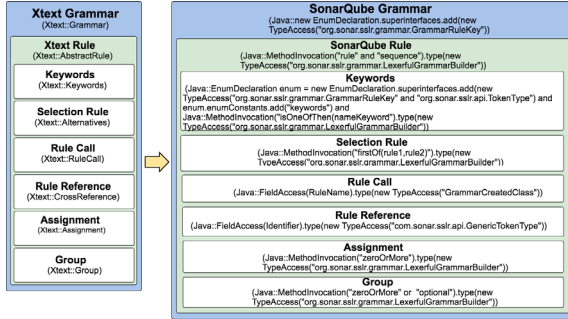 Xtext Grammar
(Xtext::Grammar)
Xtext Rule
(Xtext::AbstractRule)
Keywords
(Xtext::Keywords)
Selection Rule
(Xtext::Alternatives)
Rule Call
(Xtext::RuleCall)
Rule Reference
(Xtext::CrossReference)
Assignment
(Xtext::Assignment)
Group
(Xtext::Group)
SonarQube Grammar
(Java::new EnumDeclaration.superinterfaces.add(new
TypeAccess("org.sonar.sslr.grammar.GrammarRuleKey"))
SonarQube Rule
(Java::MethodInvocation("rule" and "sequence").type(new
TypeAccess("org.sonar.sslr.grammar.LexerfulGrammarBuilder"))
Keywords
(Java::EnumDeclaration enum = new EnumDeclaration.superinterfaces.add(new
TypeAccess("org.sonar.sslr.grammar.GrammarRuleKey" and "org.sonar.sslr.api.TokenType") and
enum.enumConstants.add("keywords") and
Java::MethodInvocation("isOneOfThen(nameKeyword").type(new
TypeAccess("org.sonar.sslr.grammar.LexerfulGrammarBuilder"))
Selection Rule
(Java::MethodInvocation("firstOf(rule1,rule2)").type(new
TypeAccess("org.sonar.sslr.grammar.LexerfulGrammarBuilder"))
Rule Call
(Java::FieldAccess(RuleName).type(new TypeAccess("GrammarCreatedClass"))
Rule Reference
(Java::FieldAccess(Identifier).type(new TypeAccess("com.sonar.sslr.api.GenericTokenType"))
Assignment
(Java::MethodInvocation("zeroOrMore").type(new
TypeAccess("org.sonar.sslr.grammar.LexerfulGrammarBuilder"))
Group
(Java::MethodInvocation("zeroOrMore" or "optional").type(new
TypeAccess("org.sonar.sslr.grammar.LexerfulGrammarBuilder"))